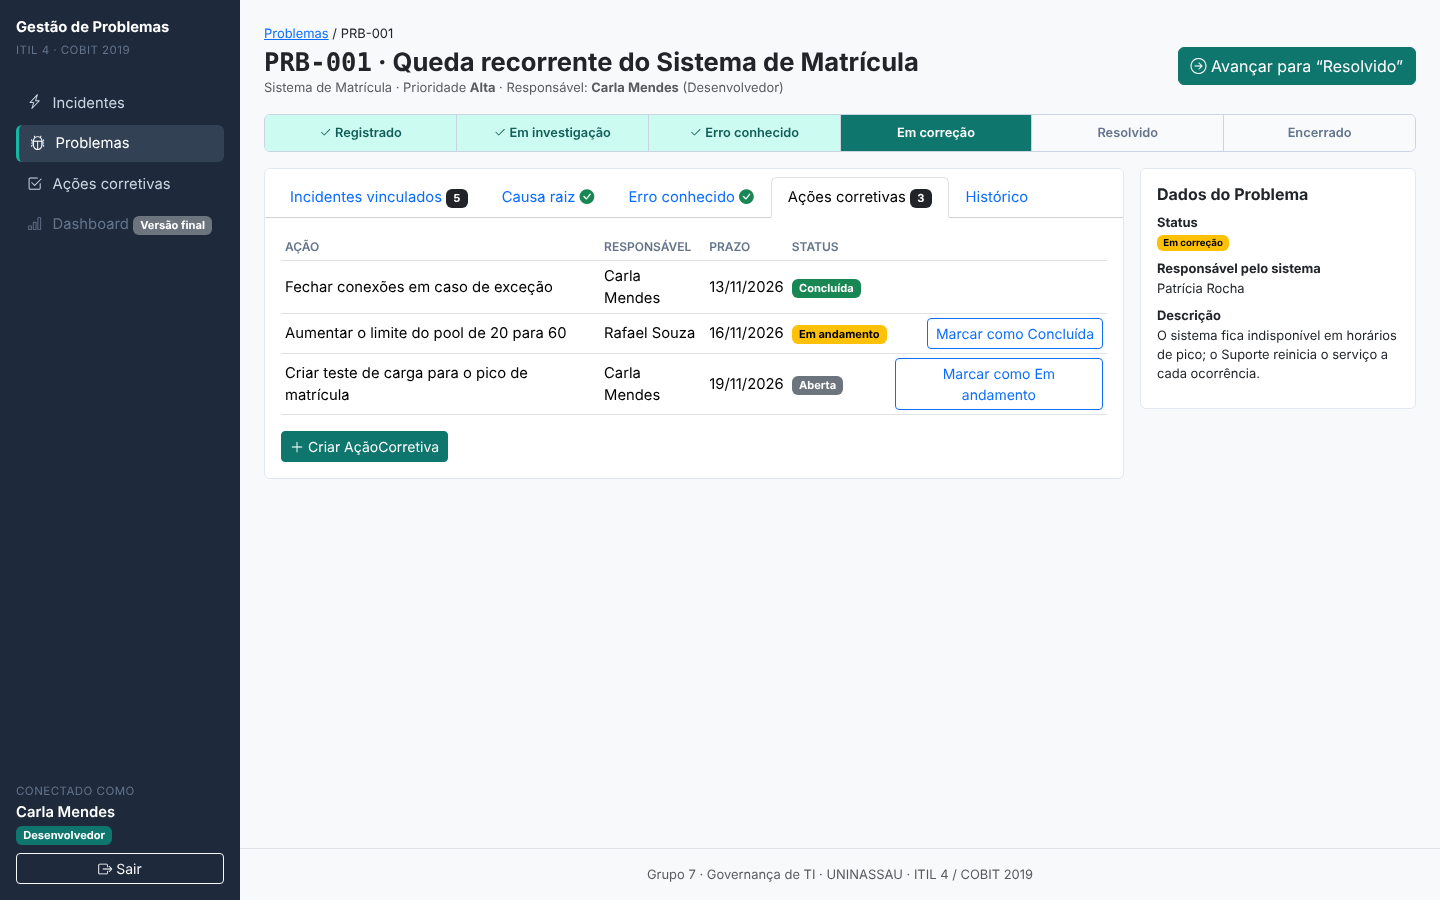 Gestão de Problemas
ITIL 4 · COBIT 2019
Incidentes
Problemas
Ações corretivas
Dashboard Versão final
CONECTADO COMO
Carla Mendes
Desenvolvedor
Sair
Problemas / PRB-001
PRB-001 · Queda recorrente do Sistema de Matrícula
Sistema de Matrícula · Prioridade Alta · Responsável: Carla Mendes (Desenvolvedor)
Avançar para “Resolvido”
Registrado
Em investigação
Erro conhecido
Em correção
Resolvido
Encerrado
Incidentes vinculados 5
Causa raiz
Erro conhecido
Ações corretivas 3
Histórico
AÇÃO RESPONSÁVEL PRAZO STATUS
Fechar conexões em caso de exceção
Carla
Mendes
13/11/2026
Concluída
Aumentar o limite do pool de 20 para 60
Rafael Souza
16/11/2026
Em andamento
Marcar como Concluída
Criar teste de carga para o pico de
matrícula
Carla
Mendes
19/11/2026
Aberta
Marcar como Em
andamento
Criar AçãoCorretiva
Dados do Problema
Status
Em correção
Responsável pelo sistema
Patrícia Rocha
Descrição
O sistema fica indisponível em horários
de pico; o Suporte reinicia o serviço a
cada ocorrência.
Grupo 7 · Governança de TI · UNINASSAU · ITIL 4 / COBIT 2019